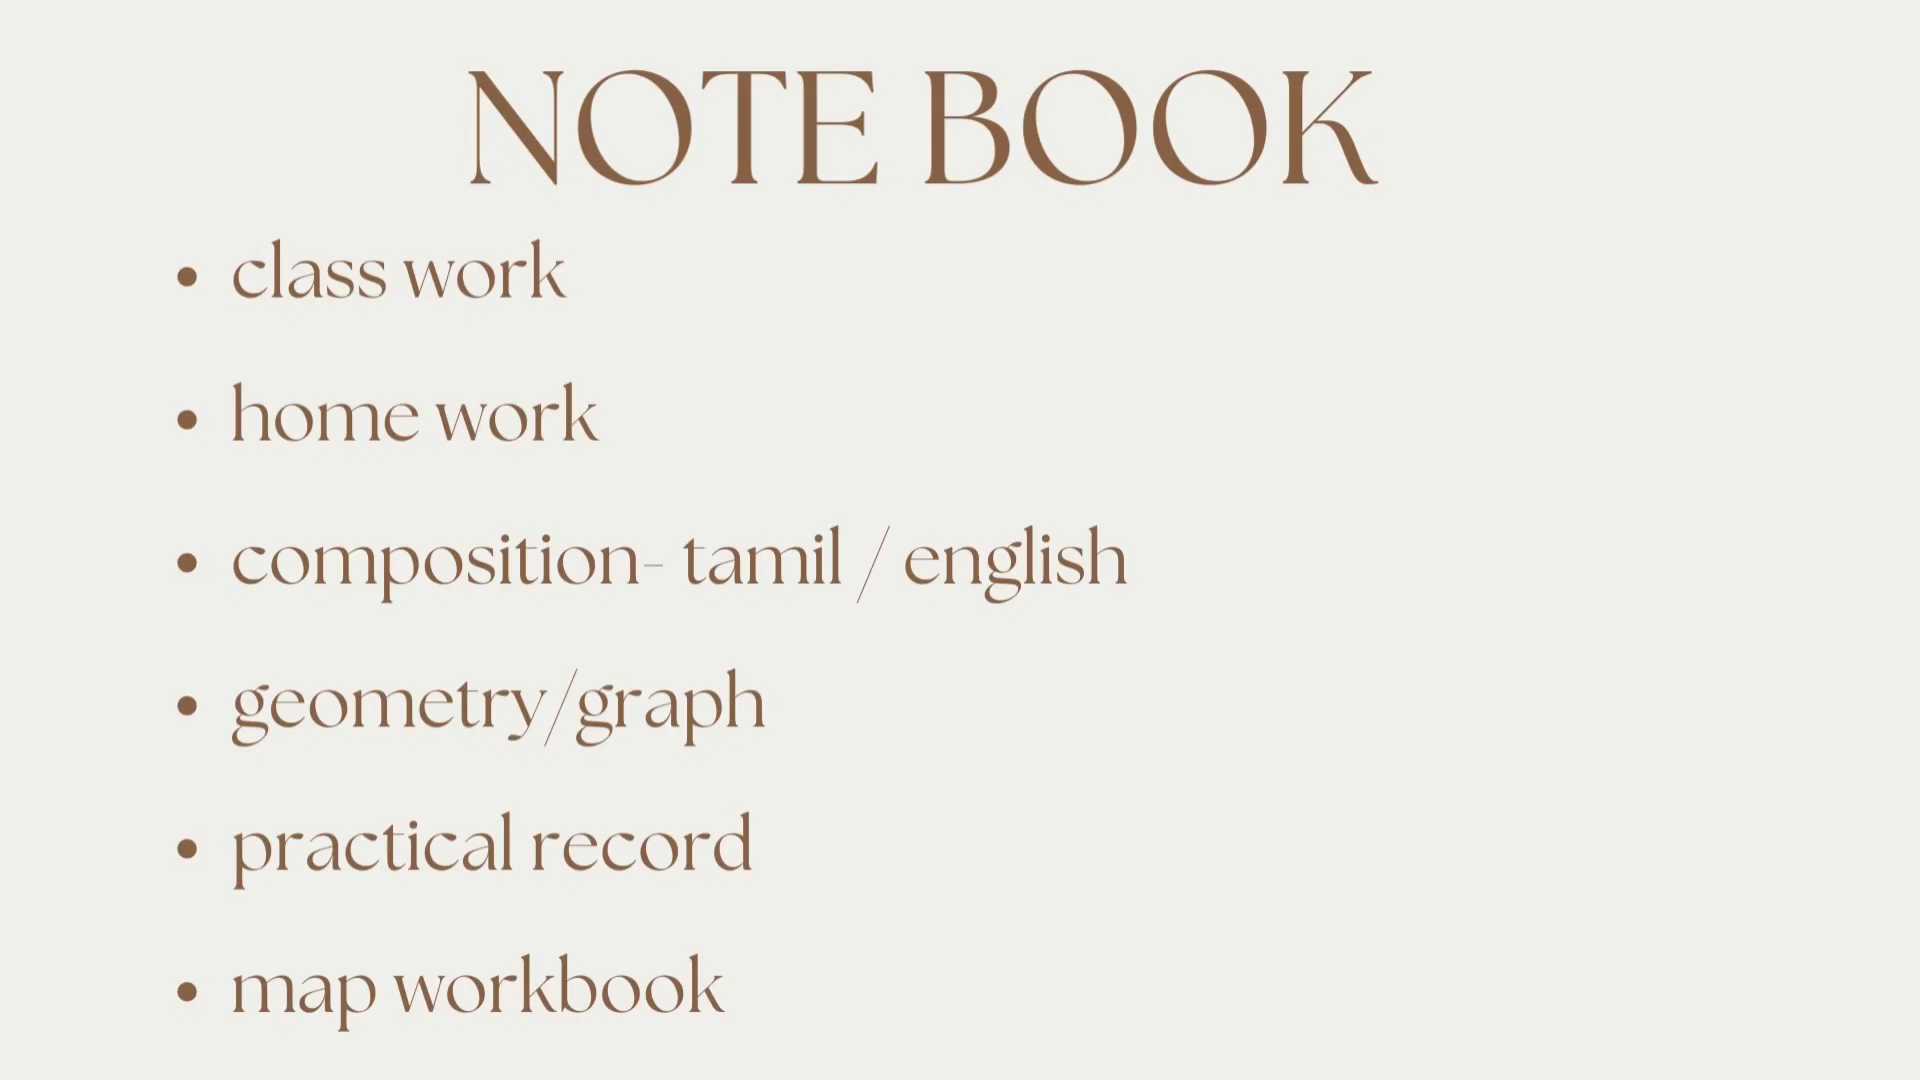 NOTE BOOK
• class work
• home work
• composition- tamil / english
• geometry/graph
• practical record
• map workbook